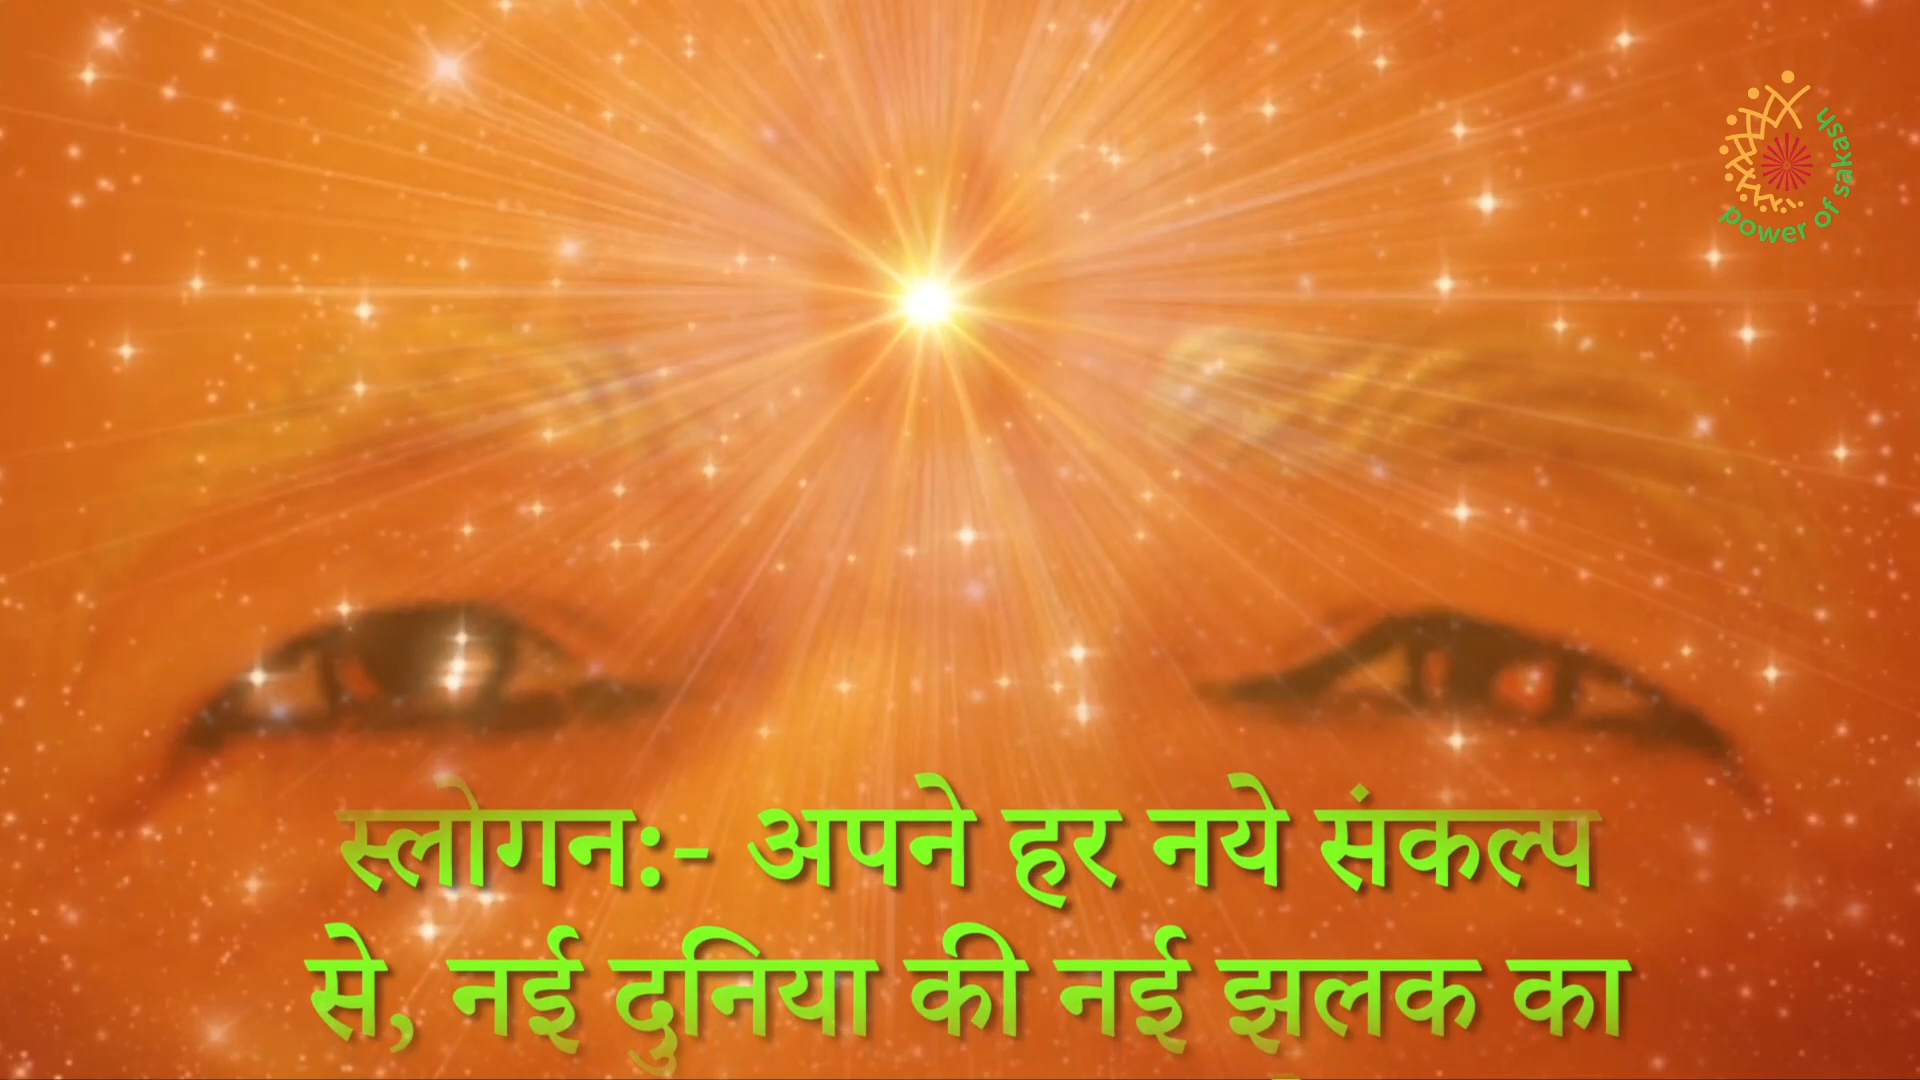 power of sakash
स्लोगन:- अपने हर नये संकल्प
से, नई दुनिया की नई झलक का